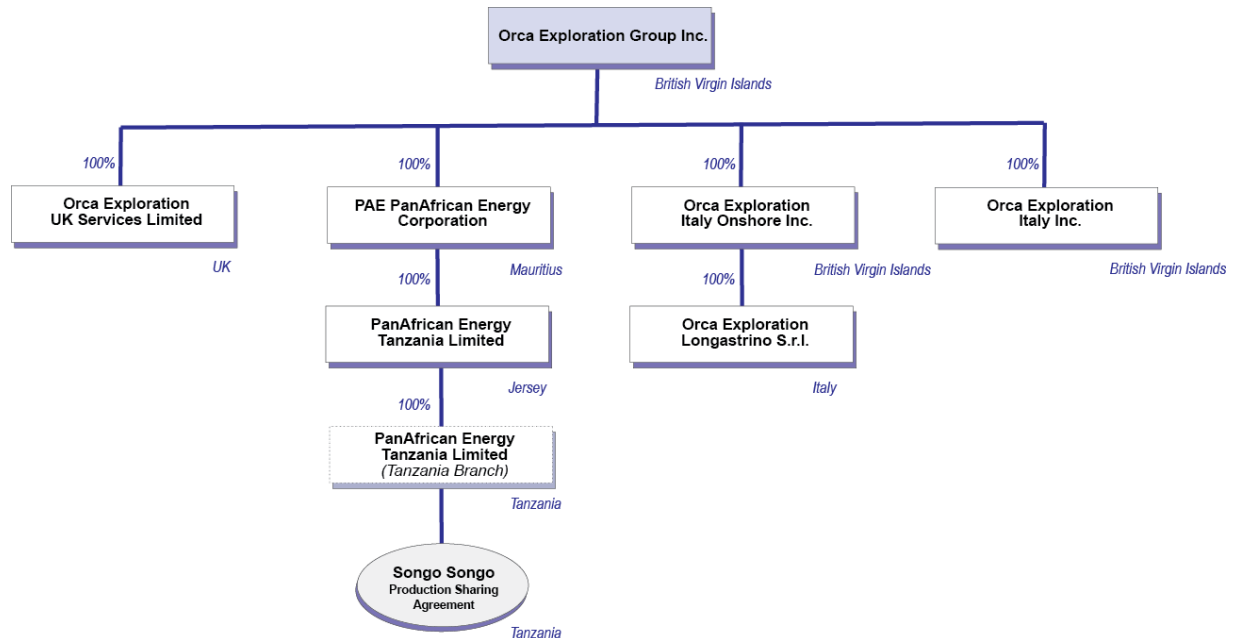 Orca Exploration Group Inc.
British Virgin Islands
100%
100%
100%
100%
Orca Exploration
UK Services Limited
PAE PanAfrican Energy
Corporation
Orca Exploration
Italy Onshore Inc.
Orca Exploration
Italy Inc.
UK
Mauritius
British Virgin Islands
British Virgin Islands
100%
100%
PanAfrican Energy
Tanzania Limited
Orca Exploration
Longastrino S.r.l.
Jersey
Italy
100%
PanAfrican Energy
Tanzania Limited
(Tanzania Branch)
Tanzania
Songo Songo
Production Sharing
Agreement
Tanzania